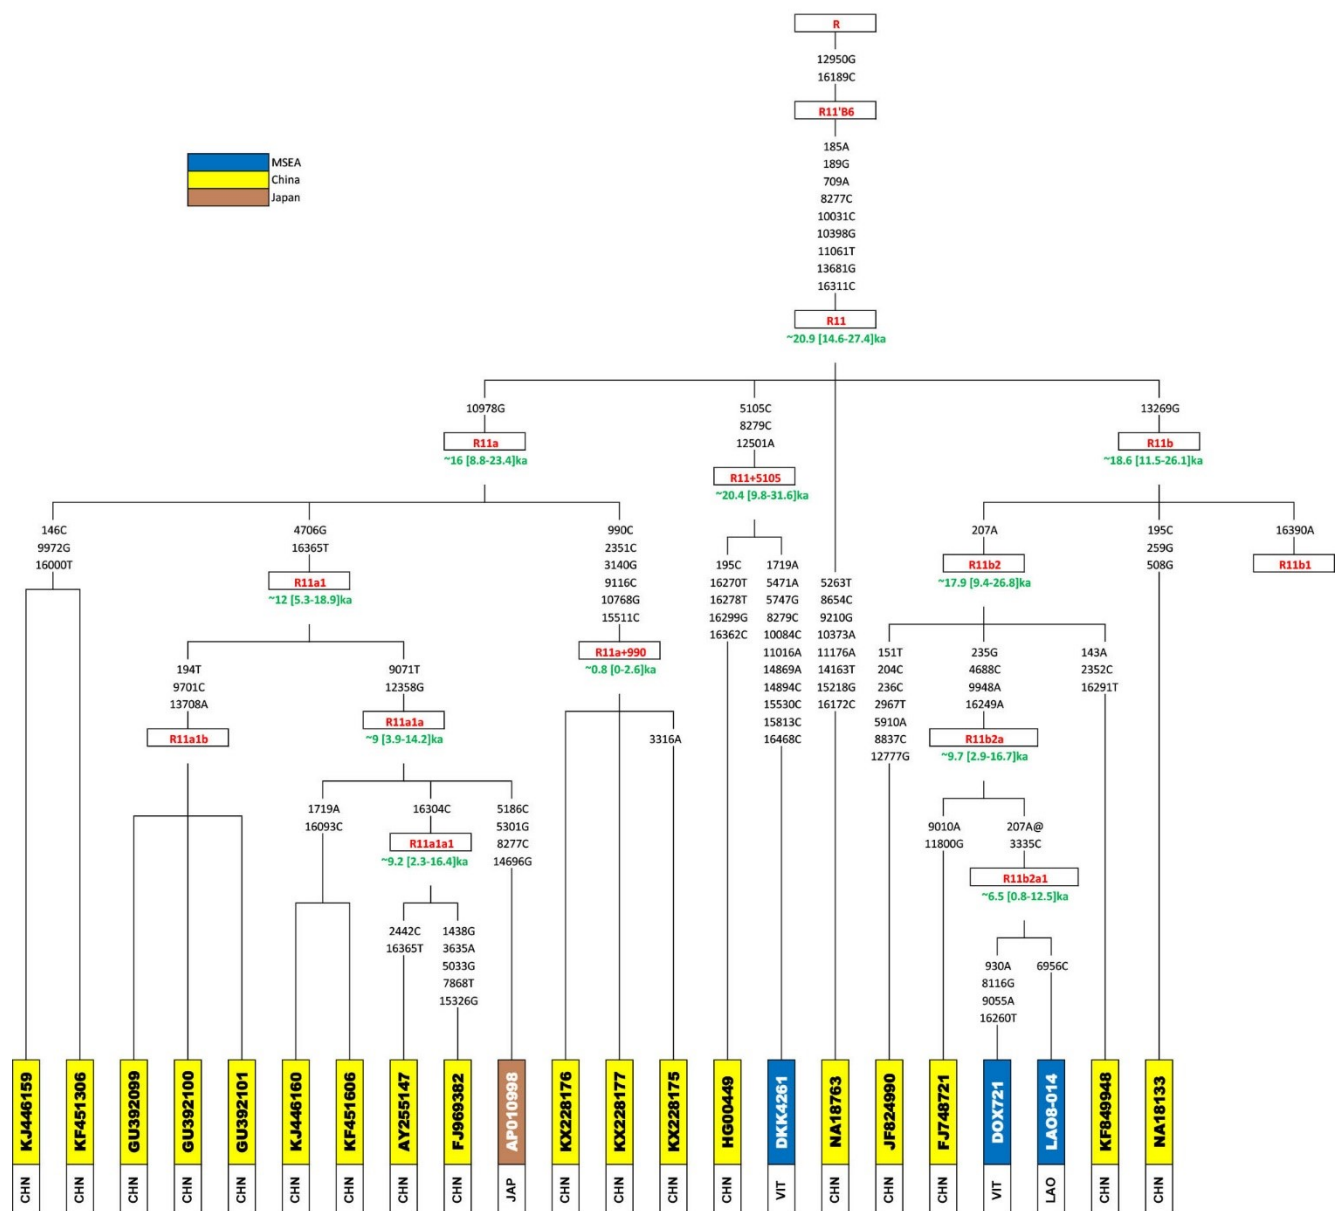 R
12950G
16189C
R11'B6
185A
189G
709A
8277C
10031C
10398G
11061T
13681G
16311C
R11
~20.9 [14.6-27.4]ka
MSEA
China
Japan
10978G
R11a
~16 [8.8-23.4]ka
5105C
8279C
12501A
R11+5105
~20.4 [9.8-31.6]ka
13269G
R11b
~18.6 [11.5-26.1]ka
146C
9972G
16000T
4706G
16365T
R11a1
~12 [5.3-18.9]ka
990C
2351C
3140G
9116C
10768G
15511C
R11a+990
~0.8 [0-2.6]ka
195C
16270T
16278T
16299G
16362C
1719A
5471A
5747G
8279C
10084C
11016A
14869A
14894C
15530C
15813C
16468C
5263T
8654C
9210G
10373A
11176A
14163T
15218G
16172C
207A
R11b2
~17.9 [9.4-26.8]ka
195C
259G
508G
16390A
R11b1
194T
9701C
13708A
R11a1b
9071T
12358G
R11a1a
~9 [3.9-14.2]ka
3316A
151T
204C
236C
2967T
5910A
8837C
12777G
235G
4688C
9948A
16249A
R11b2a
~9.7 [2.9-16.7]ka
143A
2352C
16291T
1719A
16093C
16304C
R11a1a1
~9.2 [2.3-16.4]ka
5186C
5301G
8277C
14696G
9010A
11800G
207A@
3335C
R11b2a1
~6.5 [0.8-12.5]ka
2442C
16365T
1438G
3635A
5033G
7868T
15326G
930A
8116G
9055A
16260T
6956C
KJ446159
KF451306
GU392099
GU392100
GU392101
KJ446160
KF451606
AY255147
FJ969382
AP010998
KX228176
KX228177
KX228175
HG00449
DKK4261
NA18763
JF824990
FJ748721
DOX721
LAO8-014
KF849948
NA18133
CHN
CHN
CHN
CHN
CHN
CHN
CHN
CHN
CHN
JAP
CHN
CHN
CHN
CHN
VIT
CHN
CHN
CHN
VIT
LAO
CHN
CHN